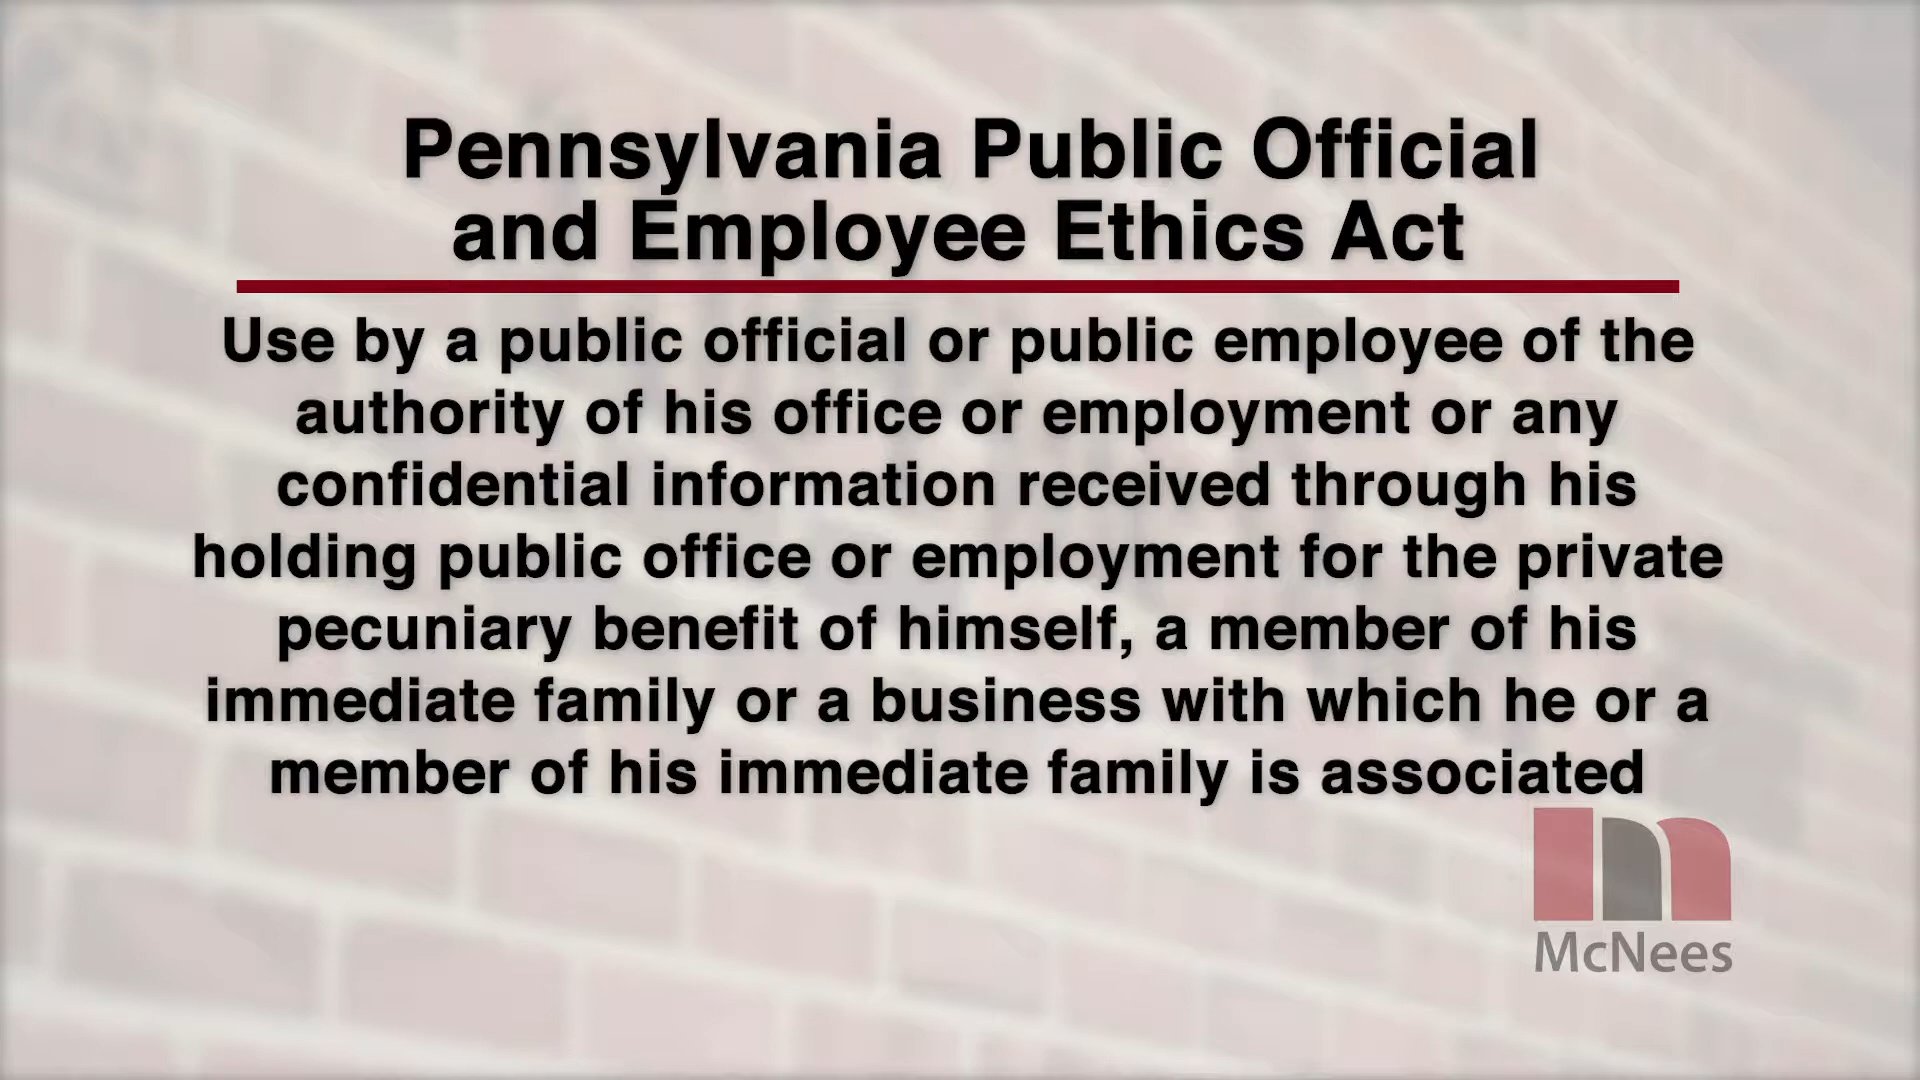 Pennsylvania Public Official
and Employee Ethics Act
Use by a public official or public employee of the
authority of his office or employment or any
confidential information received through his
holding public office or employment for the private
pecuniary benefit of himself, a member of his
immediate family or a business with which he or a
member of his immediate family is associated
McNees